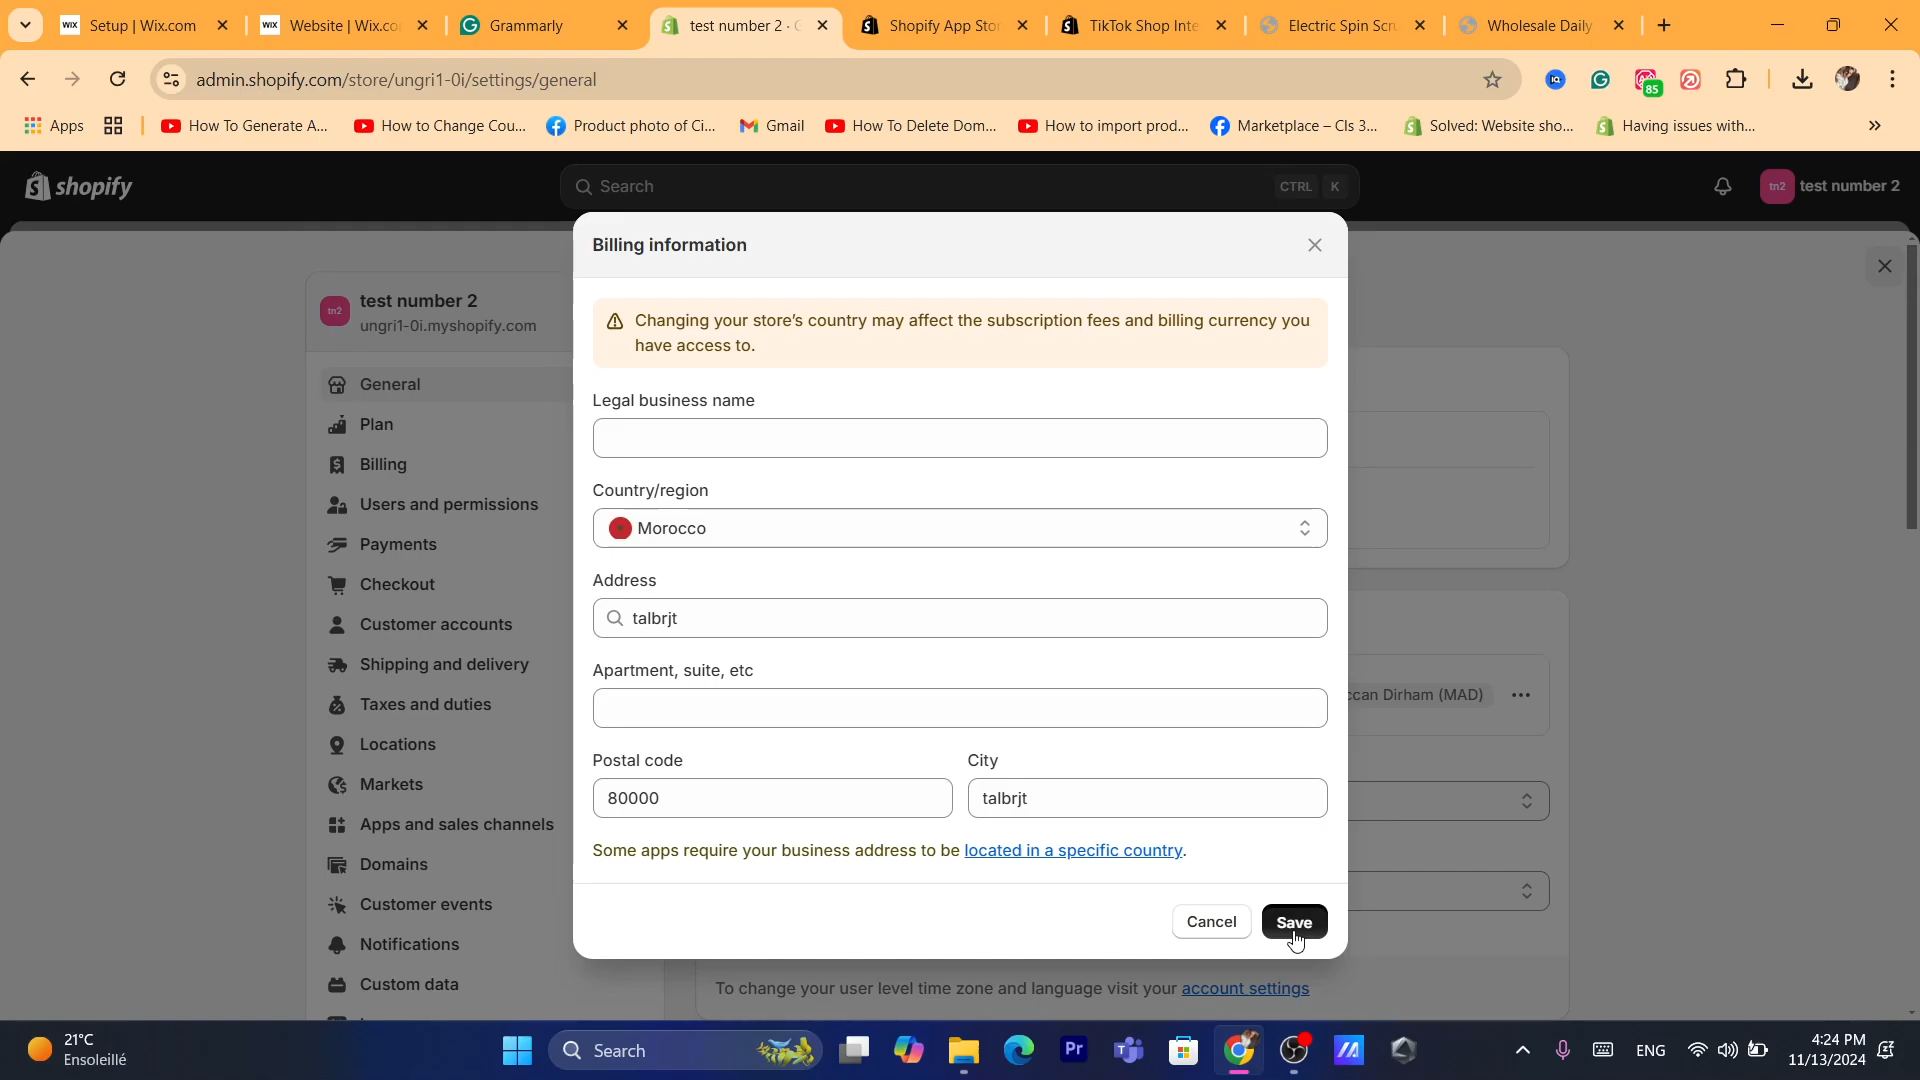 WIX Setup | Wix.com
WIX Website | Wix.co
Grammarly
test number 2 · G
Shopify App Stor
TikTok Shop Inte
Electric Spin Scru
Wholesale Daily
admin.shopify.com/store/ungri1-0i/settings/general
85
Apps
How To Generate A...
How to Change Cou...
Product photo of Ci...
Gmail
How To Delete Dom...
How to import prod...
Marketplace – Cls 3...
Solved: Website sho...
Having issues with...
shopify
Search
CTRL K
tn2 test number 2
tn2
test number 2
ungri1-0i.myshopify.com
General
Plan
Billing
Users and permissions
Payments
Checkout
Customer accounts
Shipping and delivery
Taxes and duties
Locations
Markets
Apps and sales channels
Domains
Customer events
Notifications
Custom data
Billing information
Changing your store's country may affect the subscription fees and billing currency you
have access to.
Legal business name
Country/region
Morocco
Address
talbrjt
Apartment, suite, etc
Postal code
City
80000
talbrjt
Some apps require your business address to be located in a specific country.
Cancel
Save
ccan Dirham (MAD)
To change your user level time zone and language visit your account settings
21°C
Ensoleillé
Search
Pr
ENG
4:24 PM
11/13/2024